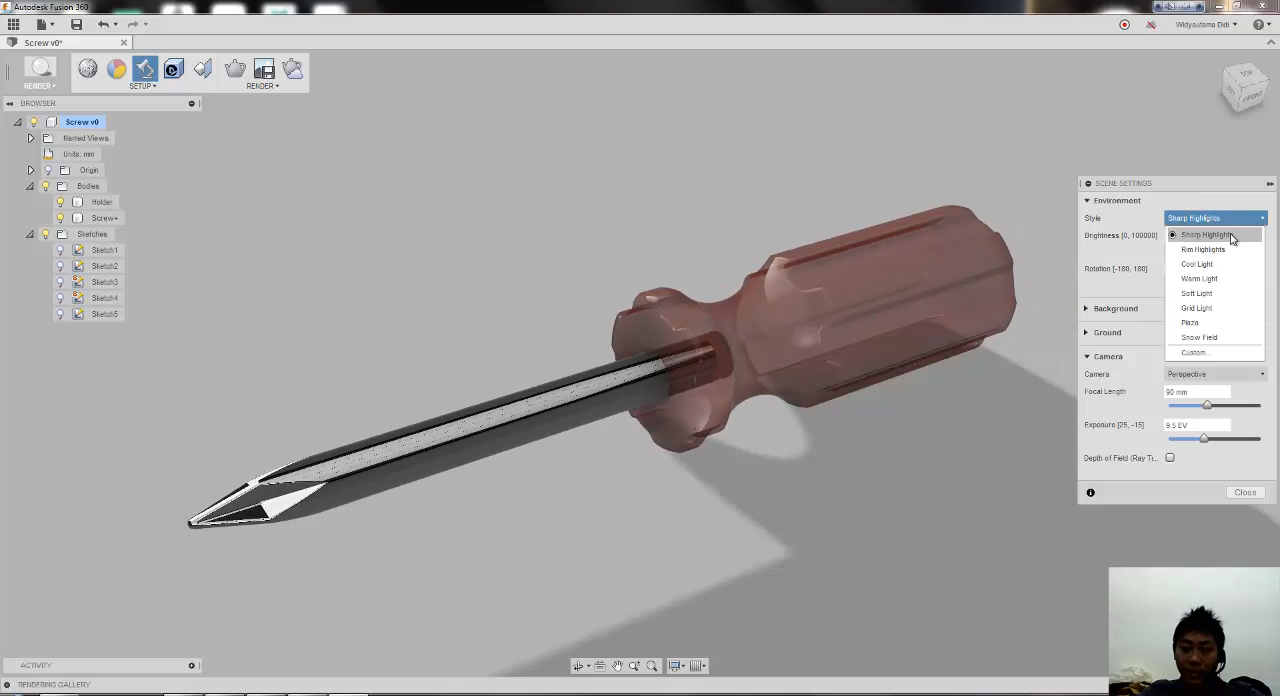 Autodesk Fusion 360
Widyautama Didi
Screw v0*
RENDER
SETUP
RENDER
BROWSER
Screw v0
Named Views
Units: mm
Origin
Bodies
Holder
Screw
Sketches
Sketch1
Sketch2
Sketch3
Sketch4
Sketch5
TOP
FRONT
SCENE SETTINGS
Environment
Style Sharp Highlights
Brightness [0, 100000]
Rotation [-180, 180]
Sharp Highlights
Rim Highlights
Cool Light
Warm Light
Soft Light
Grid Light
Plaza
Snow Field
Custom...
Background
Ground
Camera
Camera Perspective
Focal Length 90 mm
Exposure [25, -15] 9.5 EV
Depth of Field (Ray Tr...
Close
ACTIVITY
RENDERING GALLERY